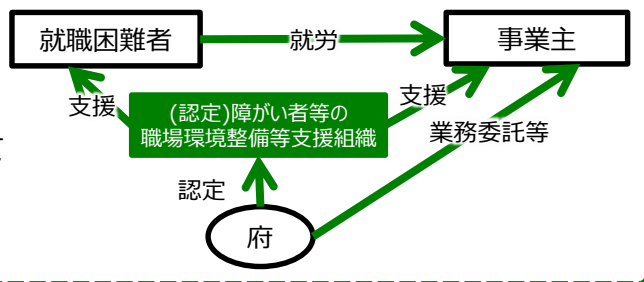 就職困難者
就労
事業主
支援
支援
(認定)障がい者等の
職場環境整備等支援組織
業務委託等
認定
府